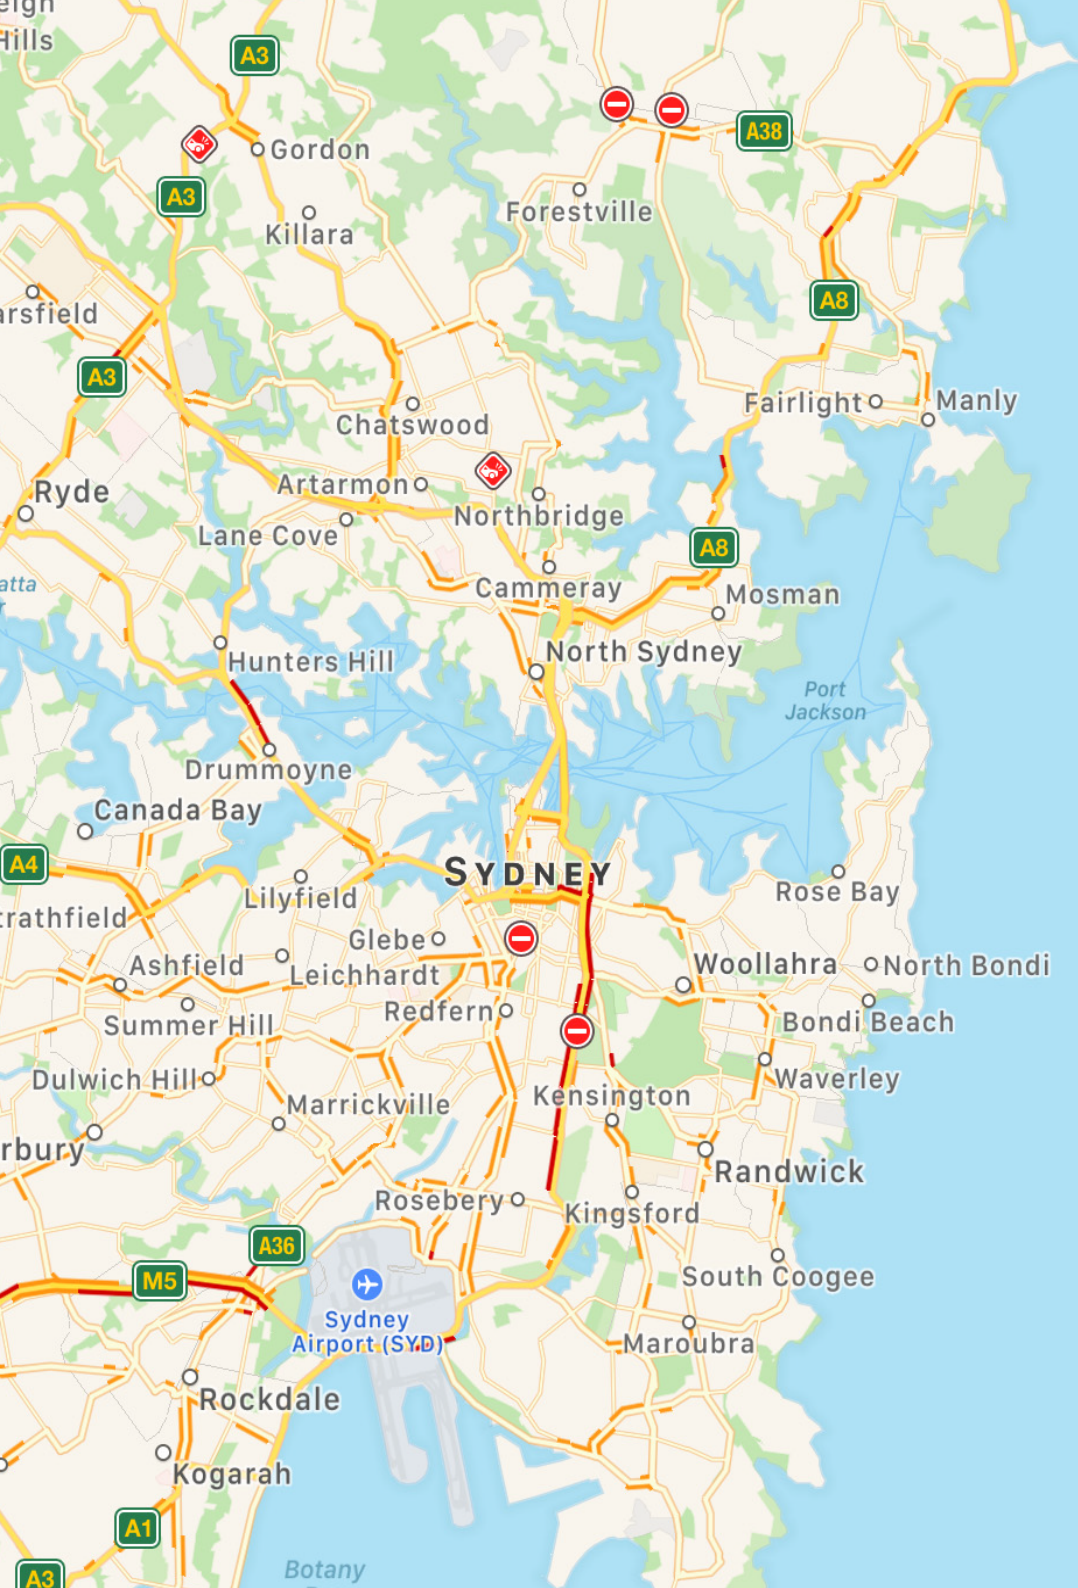 Hills
A3
A38
Gordon
A3
Forestville
Killara
A8
arsfield
A3
Fairlight
Manly
Chatswood
Artarmon
Ryde
Northbridge
Lane Cove
A8
atta
r
Cammeray
Mosman
North Sydney
Hunters Hill
Port
Jackson
Drummoyne
Canada Bay
A4
SYDNEY
Rose Bay
Lilyfield
trathfield
Glebe
Ashfield
Leichhardt
Woollahra
North Bondi
Redfern
Summer Hill
Bondi Beach
Dulwich Hill
Waverley
Kensington
Marrickville
rbury
Randwick
Rosebery
Kingsford
A36
M5
South Coogee
Sydney
Airport (SYD)
Maroubra
Rockdale
Kogarah
A1
Botany
A3